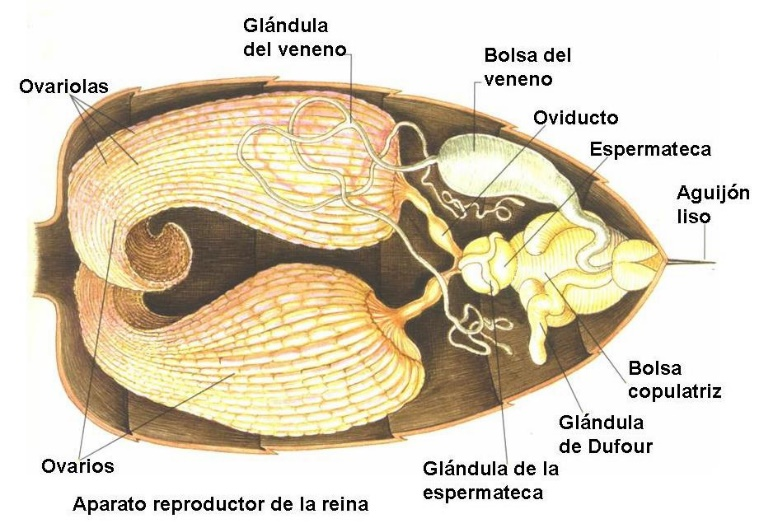 Glándula
del veneno
Bolsa del
veneno
Ovariolas
Oviducto
Espermateca
Aguijón
liso
Bolsa
copulatriz
Glándula
de Dufour
Ovarios
Glándula de la
espermateca
Aparato reproductor de la reina